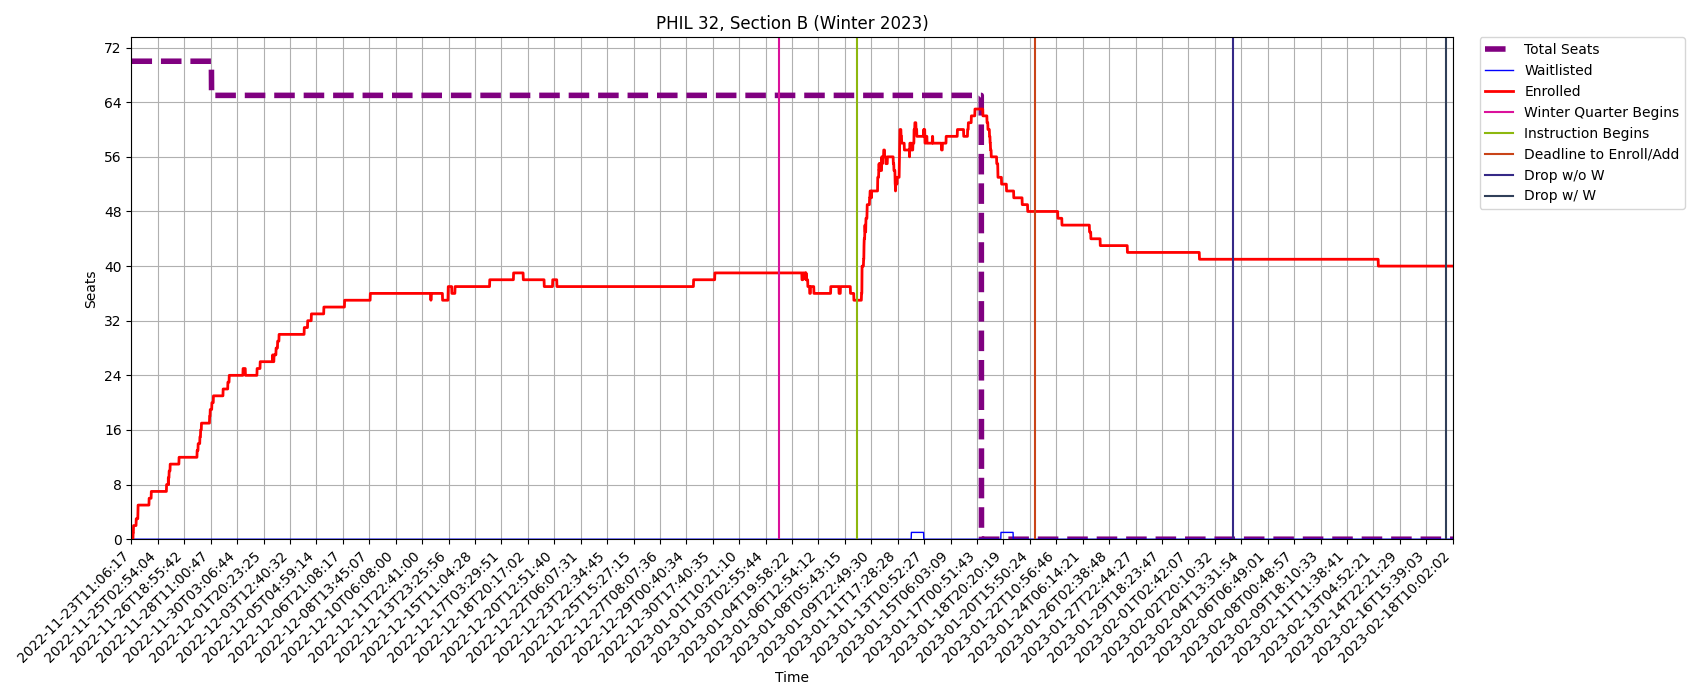 PHIL 32, Section B (Winter 2023)
Total Seats
Waitlisted
Enrolled
Winter Quarter Begins
Instruction Begins
Deadline to Enroll/Add
Drop w/o W
Drop w/ W
Seats
72
64
56
48
40
32
24
16
8
0
2022-11-23T11:06:17
2022-11-25T02:54:04
2022-11-26T18:55:42
2022-11-28T11:00:47
2022-11-30T03:06:44
2022-12-01T20:23:25
2022-12-03T12:40:32
2022-12-05T04:59:14
2022-12-06T21:08:17
2022-12-08T13:45:07
2022-12-10T06:08:00
2022-12-11T22:41:00
2022-12-13T23:25:56
2022-12-15T11:04:28
2022-12-17T03:29:51
2022-12-18T20:17:02
2022-12-20T12:51:40
2022-12-22T06:07:31
2022-12-23T22:34:45
2022-12-25T15:27:15
2022-12-27T08:07:36
2022-12-29T00:40:34
2022-12-30T17:40:35
2023-01-01T10:21:10
2023-01-03T02:55:44
2023-01-04T19:58:22
2023-01-06T12:54:12
2023-01-08T05:43:15
2023-01-09T22:49:30
2023-01-11T17:28:28
2023-01-13T10:52:27
2023-01-15T16:03:09
2023-01-17T00:51:43
2023-01-18T20:20:19
2023-01-20T15:50:24
2023-01-22T10:56:46
2023-01-24T06:14:21
2023-01-26T02:38:48
2023-01-27T22:44:27
2023-01-29T18:23:47
2023-02-01T02:42:07
2023-02-02T20:10:32
2023-02-04T13:31:54
2023-02-06T06:49:01
2023-02-08T00:48:57
2023-02-09T18:10:33
2023-02-11T11:38:41
2023-02-13T04:52:21
2023-02-14T22:21:29
2023-02-16T15:39:03
2023-02-18T10:02:02
Time